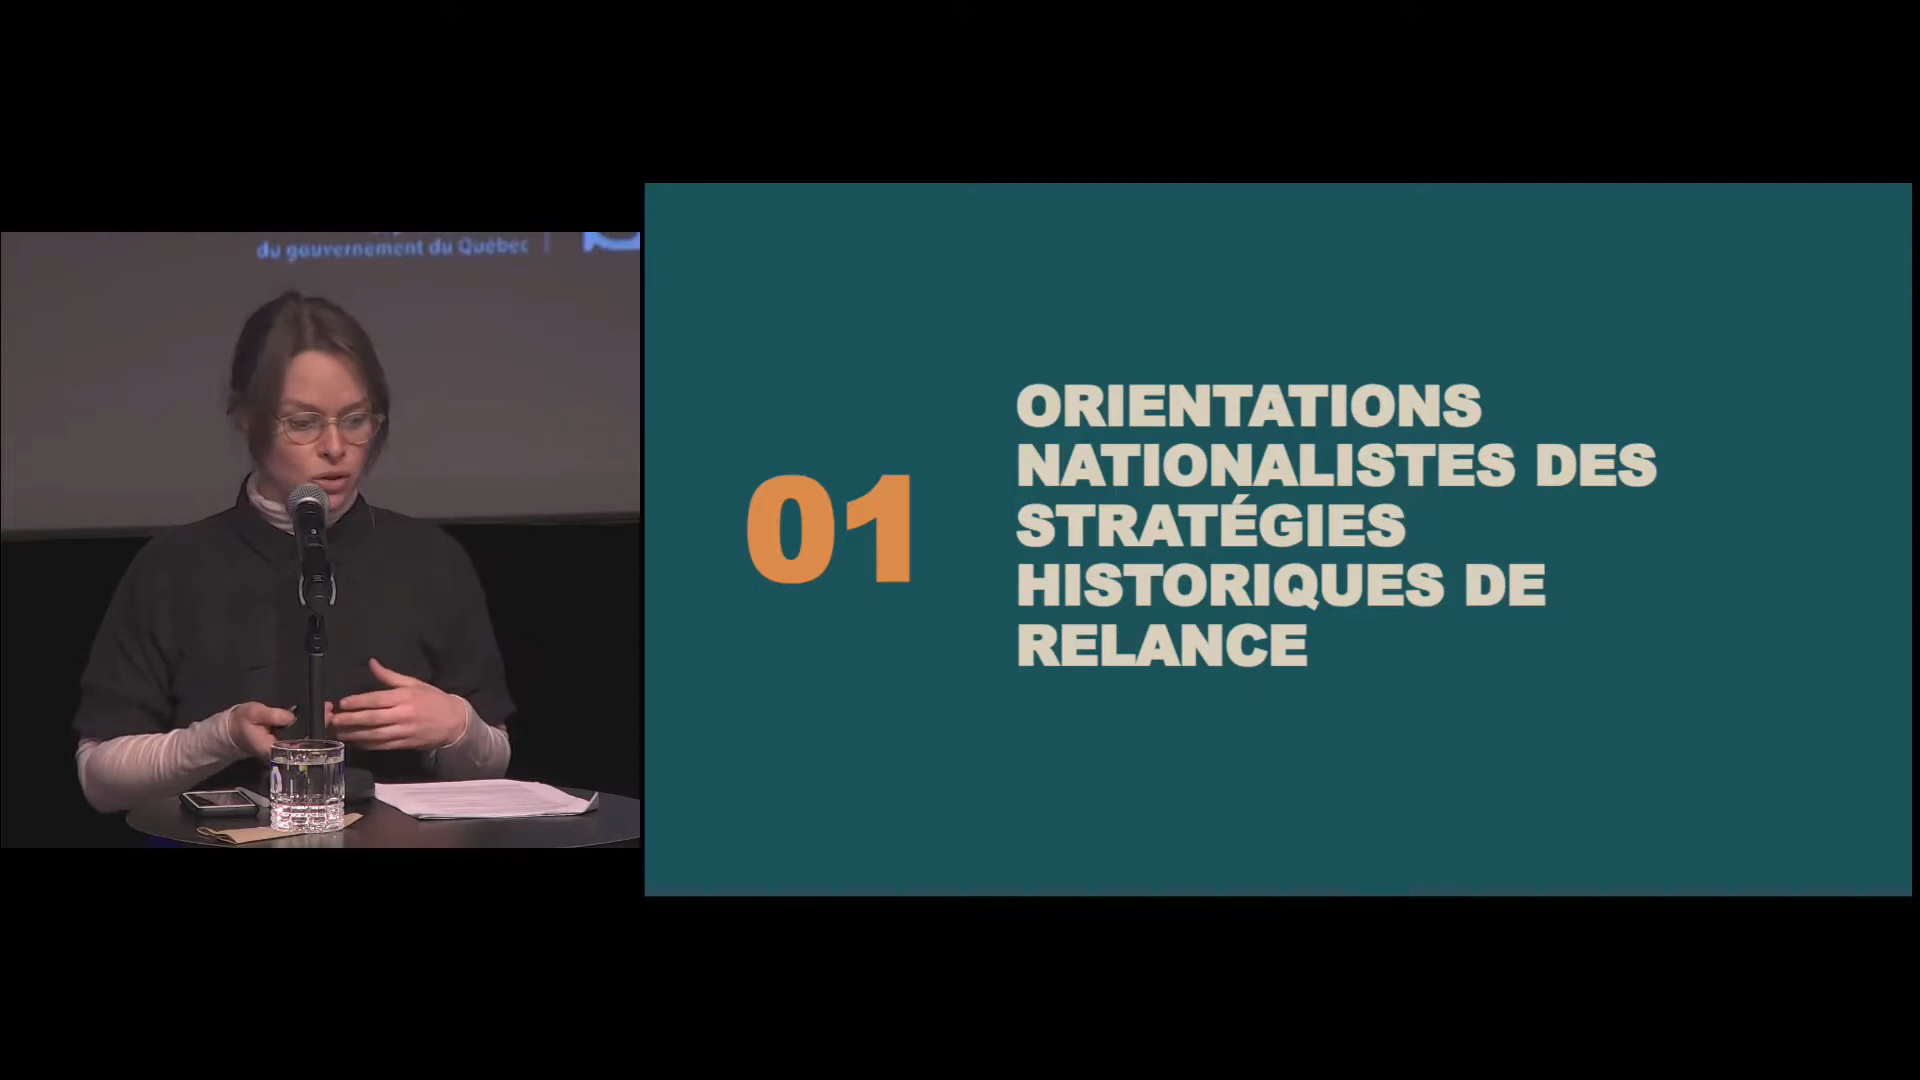 du gouvernement du Québec
01
ORIENTATIONS
NATIONALISTES DES
STRATÉGIES
HISTORIQUES DE
RELANCE